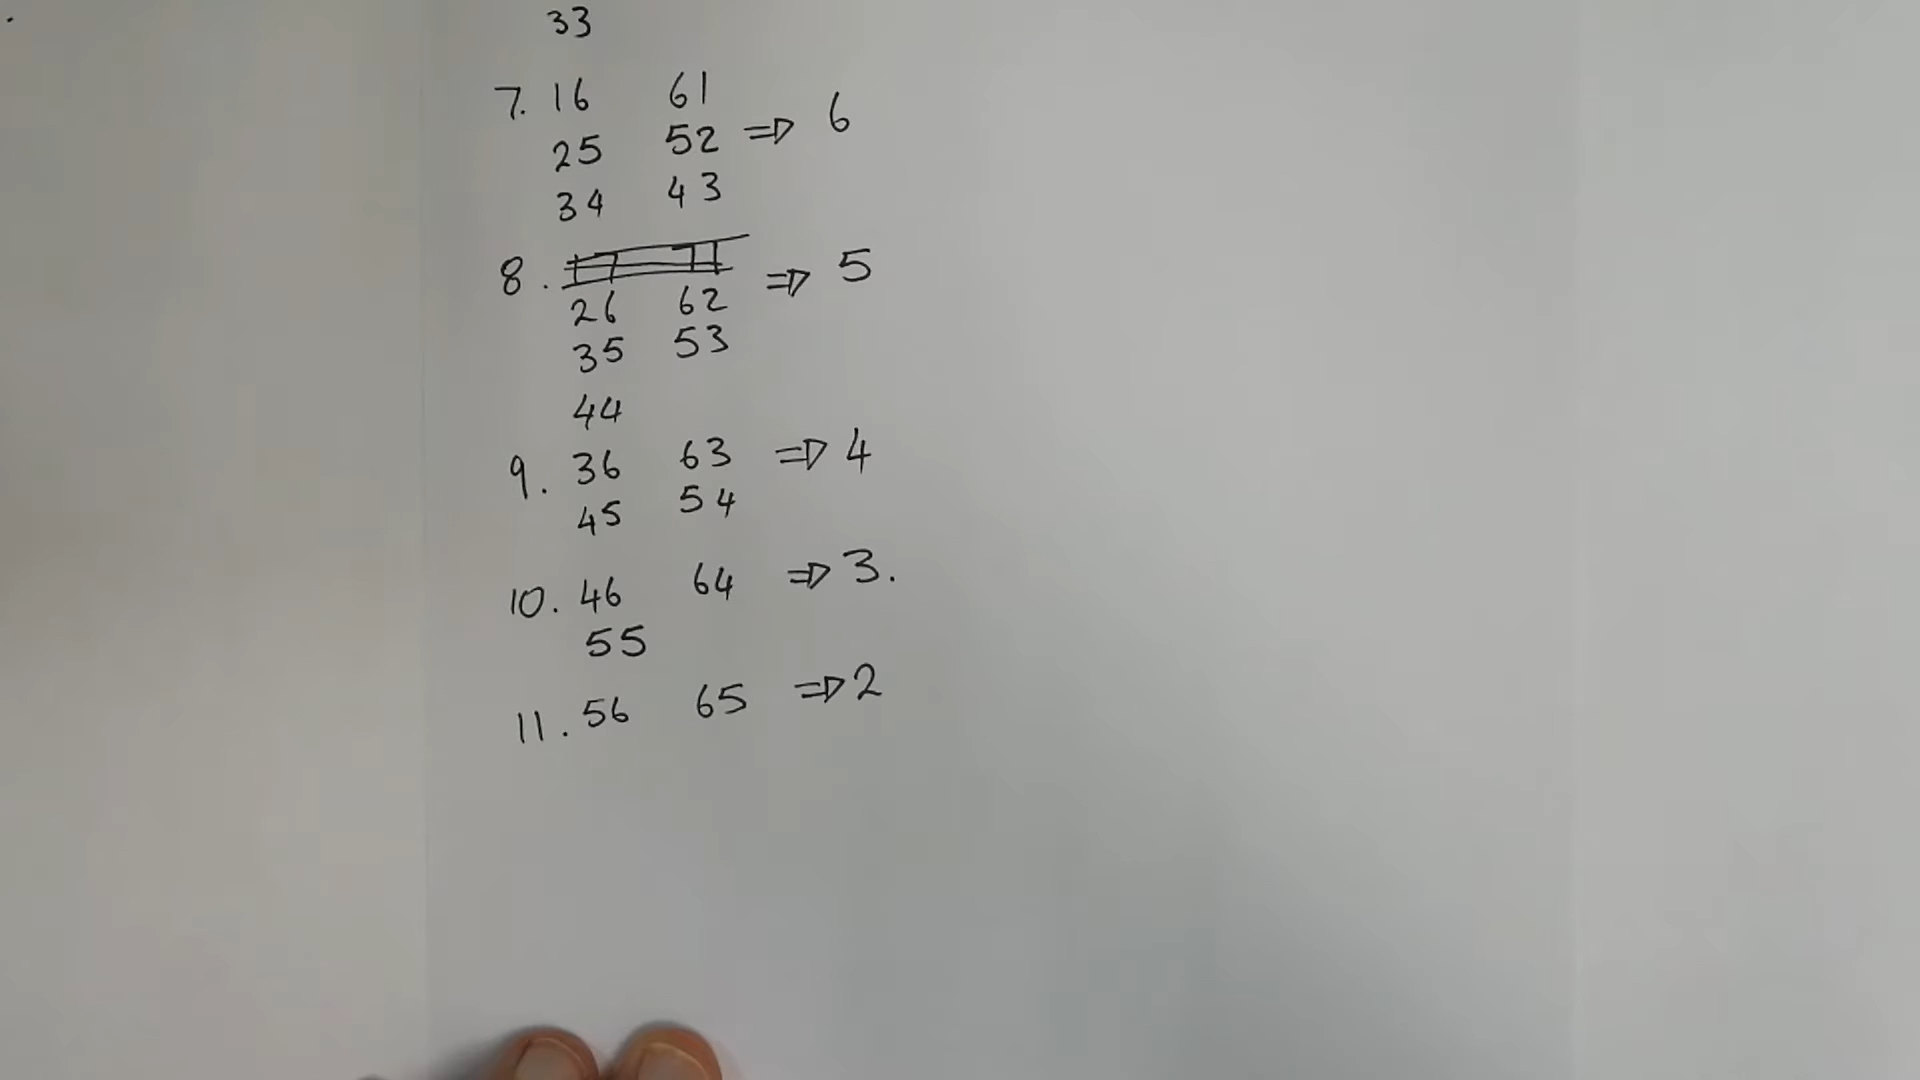 33
7. 16 61
25 52 => 6
34 43
8. => 5
26 62
35 53
44
9. 36 63 => 4
45 54
10. 46 64 => 3.
55
11. 56 65 => 2